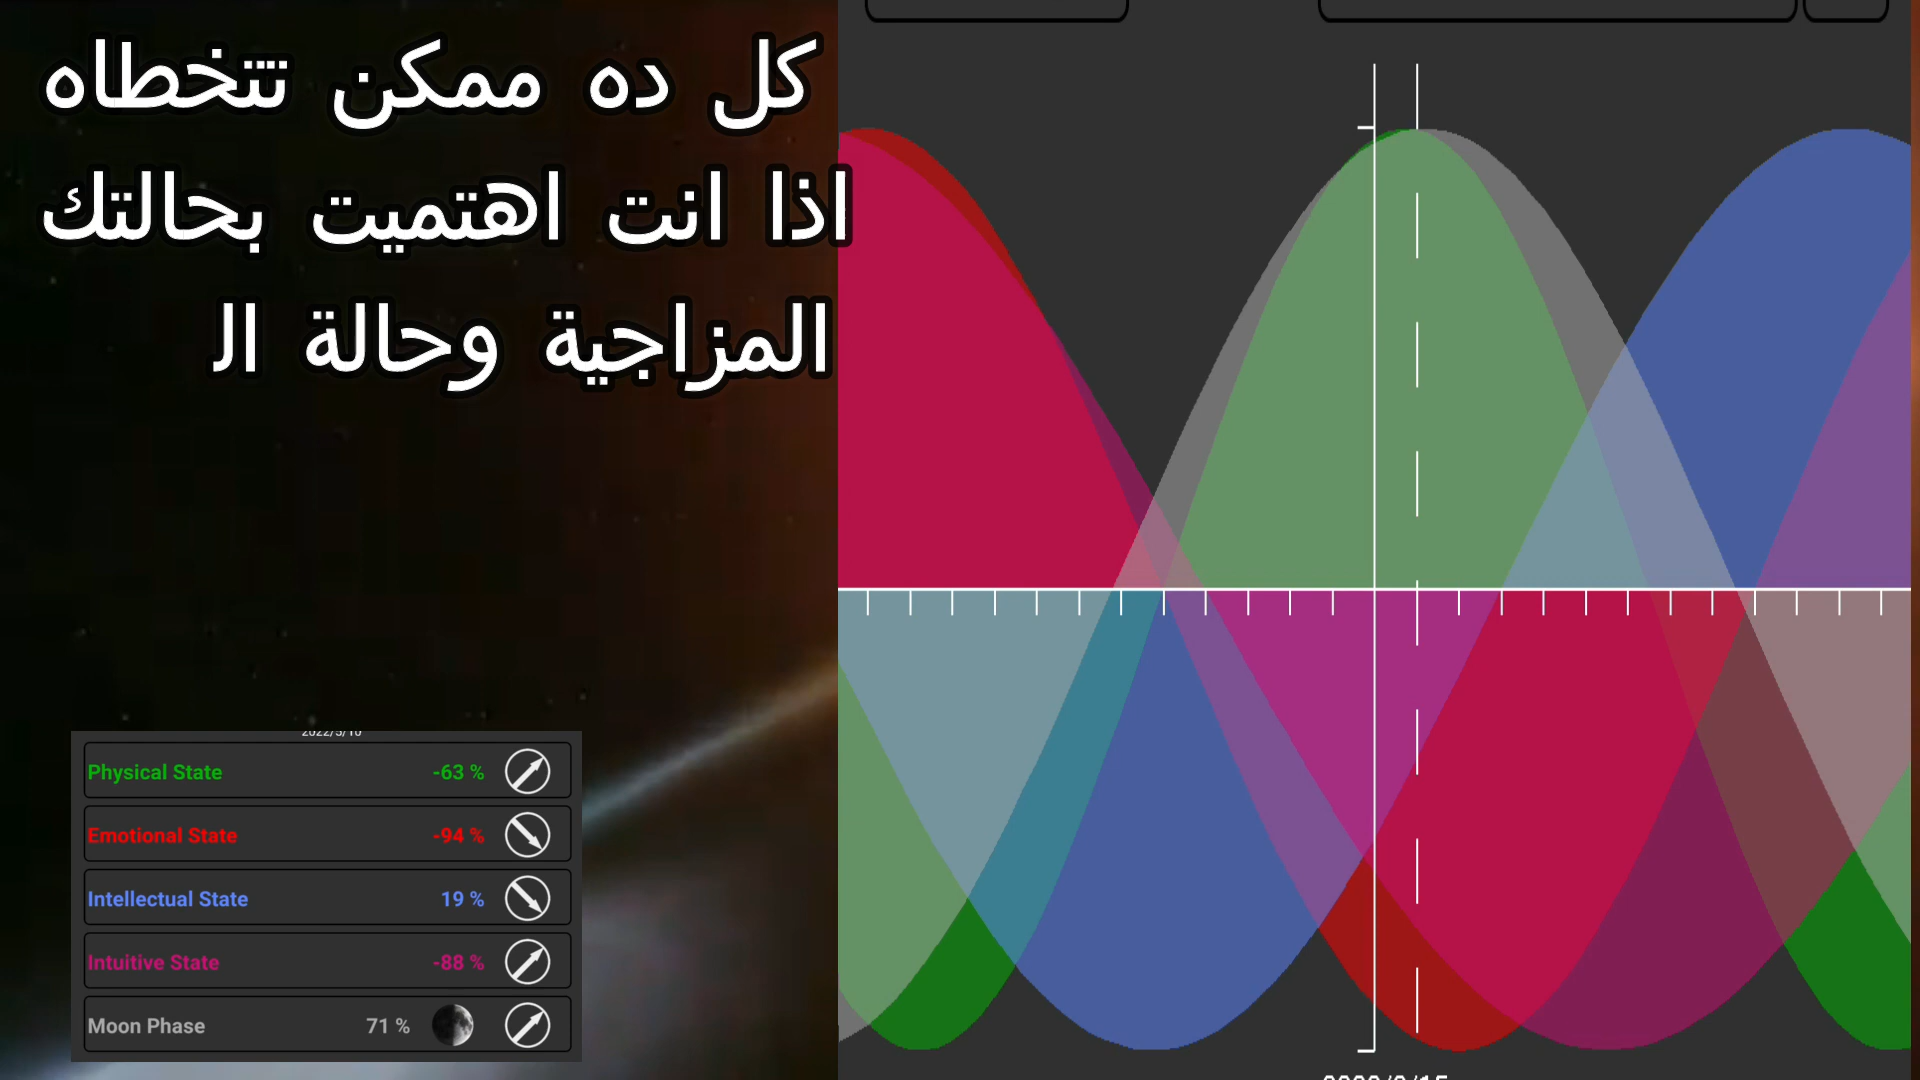 كل ده ممكن تتخطاه
اذا انت اهتميت بحالتك
المزاجية وحالة ال
Physical State -63 %
Emotional State -94 %
Intellectual State 19 %
Intuitive State -88 %
Moon Phase 71 %